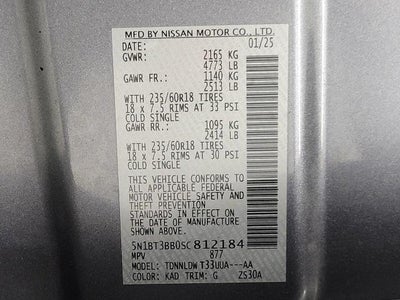 MFD BY NISSAN MOTOR CO., LTD.
DATE: 01/25
GVWR: 2165 KG
4773 LB
GAWR FR.: 1140 KG
2513 LB
WITH 235/60R18 TIRES
18 x 7.5 RIMS AT 33 PSI
COLD SINGLE
GAWR RR.: 1095 KG
2414 LB
WITH 235/60R18 TIRES
18 x 7.5 RIMS AT 30 PSI
COLD SINGLE
THIS VEHICLE CONFORMS TO
ALL APPLICABLE FEDERAL
MOTOR VEHICLE SAFETY AND
THEFT PREVENTION
STANDARDS IN EFFECT ON
THE DATE OF MANUFACTURE
SHOWN ABOVE.
5N1BT3BB0SC812184
MPV 877
MODEL: TDNNLDW T33UUA---AA
COLOR: KAD TRIM: G ZS30A